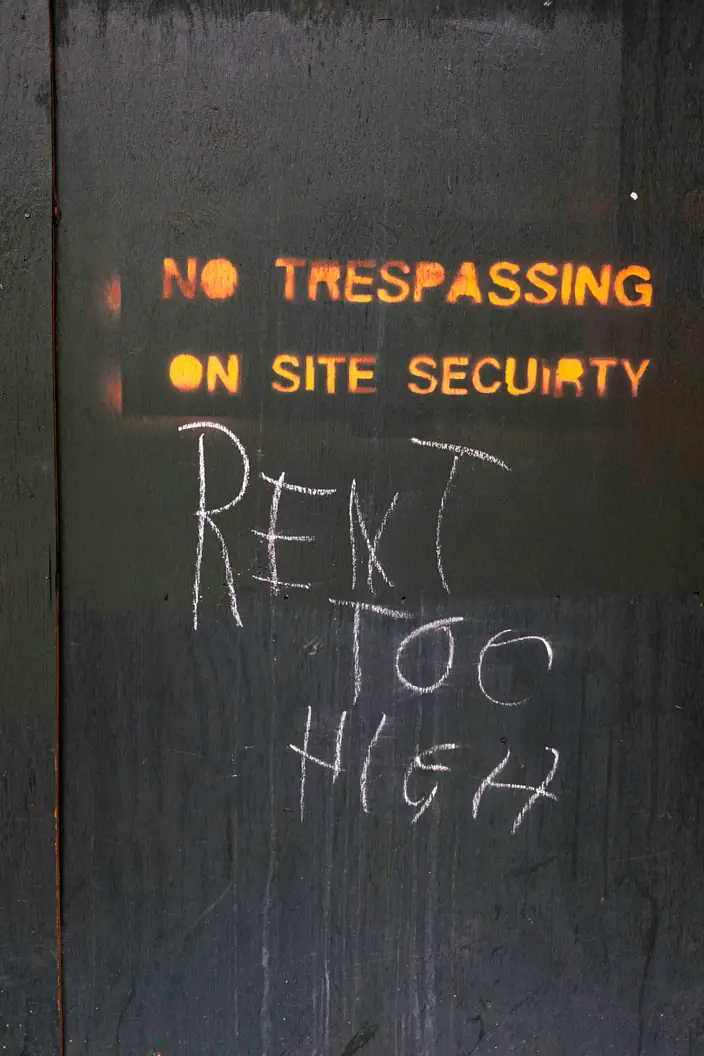 NO TRESPASSING
ON SITE SECUIRTY
RENT
TOO
HIGH